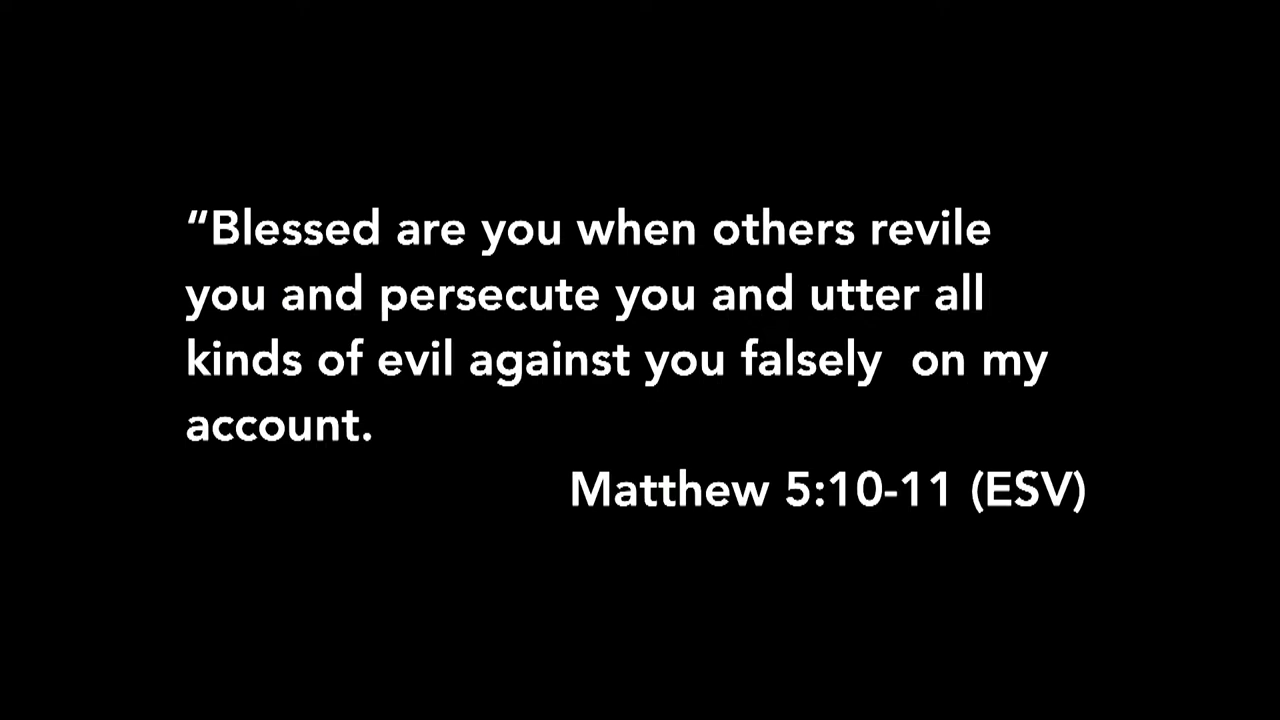 “Blessed are you when others revile
you and persecute you and utter all
kinds of evil against you falsely  on my
account.
Matthew 5:10-11 (ESV)